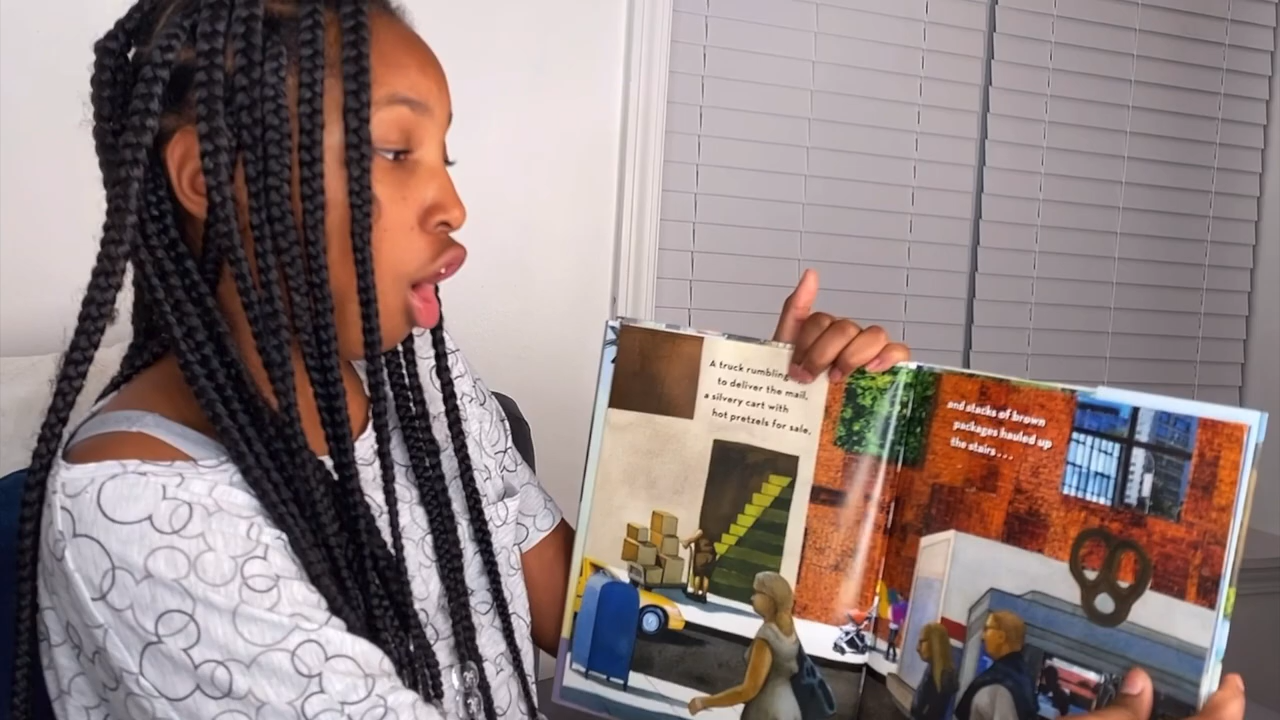 A truck rumbling
to deliver the mail,
a silvery cart with
hot pretzels for sale,
and stacks of brown
packages hauled up
the stairs . . .